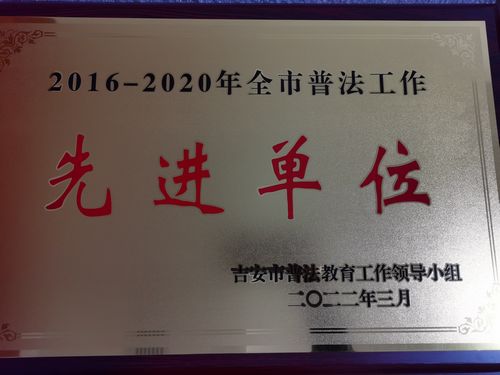 2016-2020年全市普法工作
先进单位
吉安市普法教育工作领导小组
二〇二二年三月